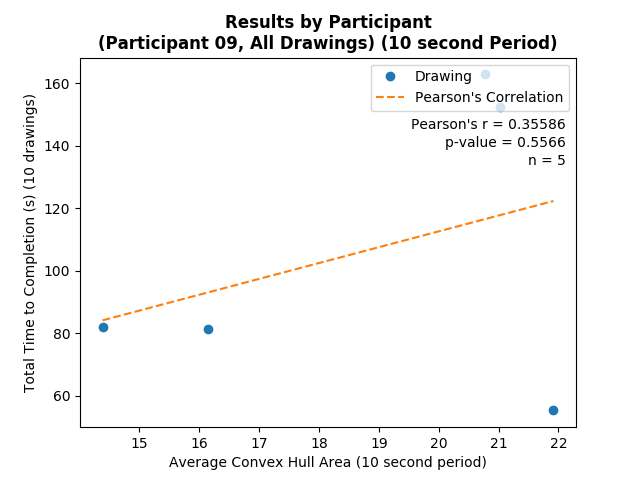 Results by Participant
(Participant 09, All Drawings) (10 second Period)
Drawing
Pearson's Correlation
Pearson's r = 0.35586
p-value = 0.5566
n = 5
Total Time to Completion (s) (10 drawings)
160
140
120
100
80
60
15 16 17 18 19 20 21 22
Average Convex Hull Area (10 second period)